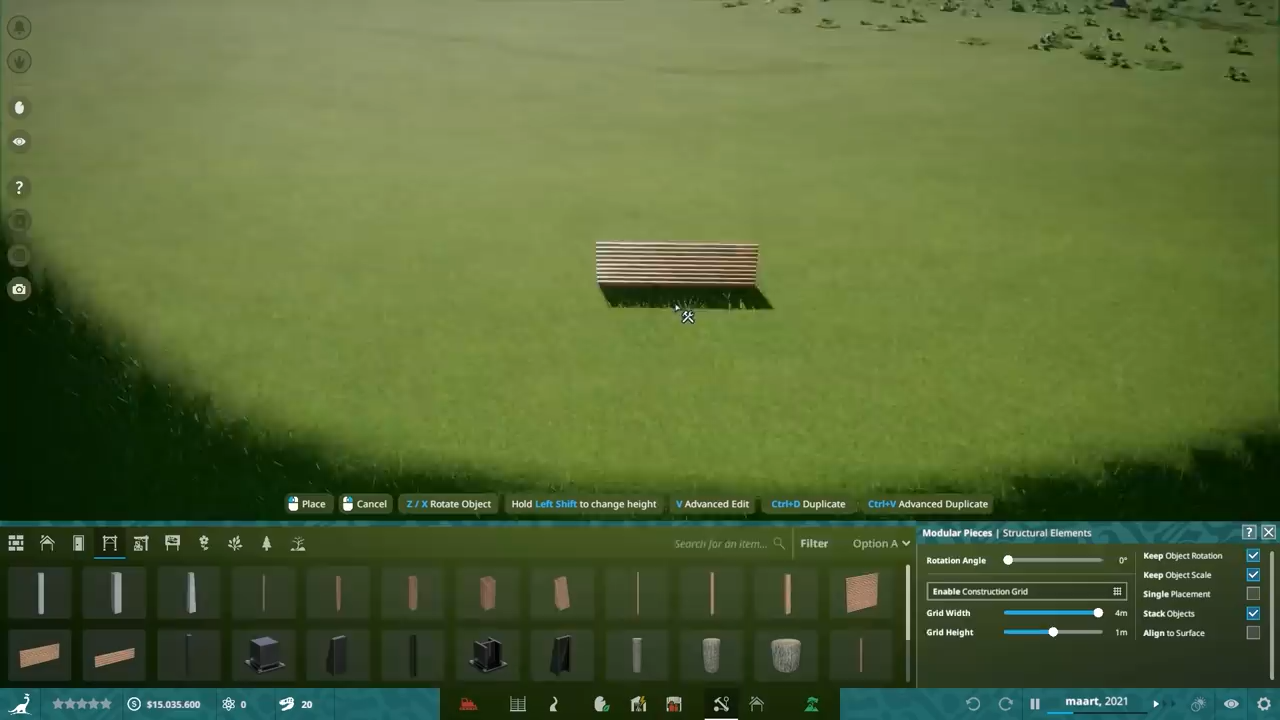 ?
Place
Cancel
Z / X Rotate Object
Hold Left Shift to change height
V Advanced Edit
Ctrl+D Duplicate
Ctrl+V Advanced Duplicate
Modular Pieces | Structural Elements
?
Search for an item...
Filter
Option A
Rotation Angle
0°
Enable Construction Grid
Grid Width
4m
Grid Height
1m
Keep Object Rotation
Keep Object Scale
Single Placement
Stack Objects
Align to Surface
$15.035.600
0
20
maart, 2021